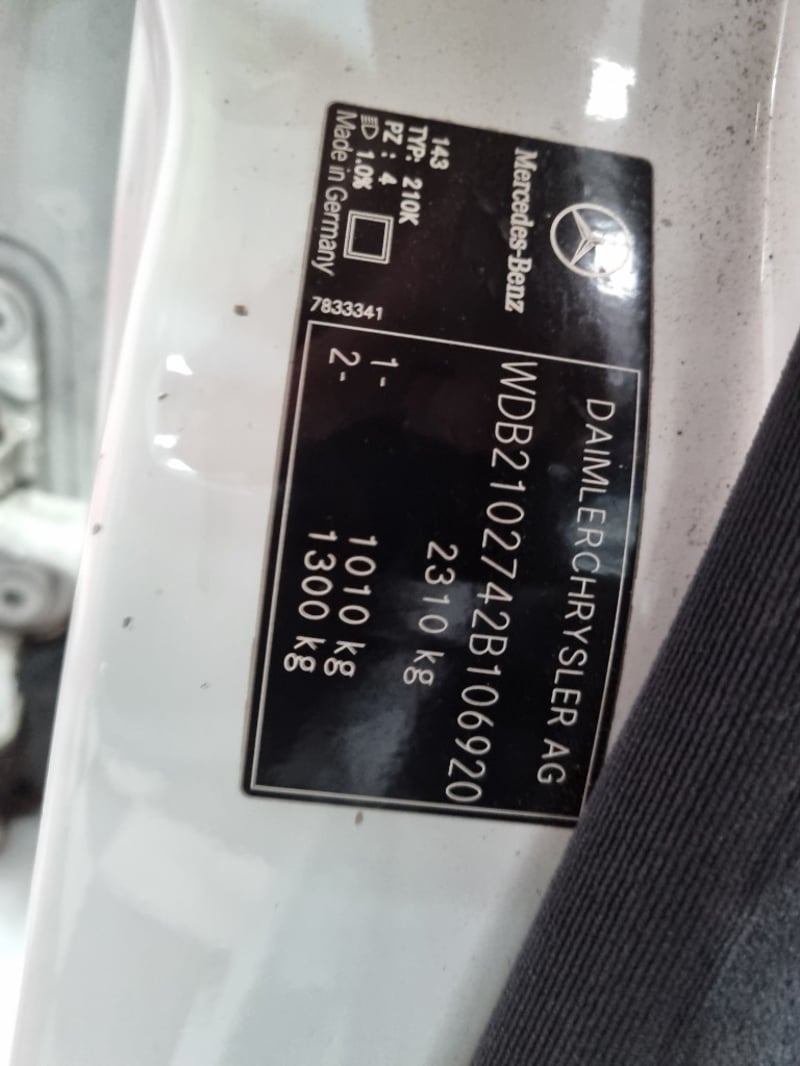 Mercedes-Benz
143
TYP: 210K
PZ : 4
1.0%
Made in Germany
7833341
DAIMLERCHRYSLER AG
WDB2102742B106920
2310 kg
1- 1010 kg
2- 1300 kg